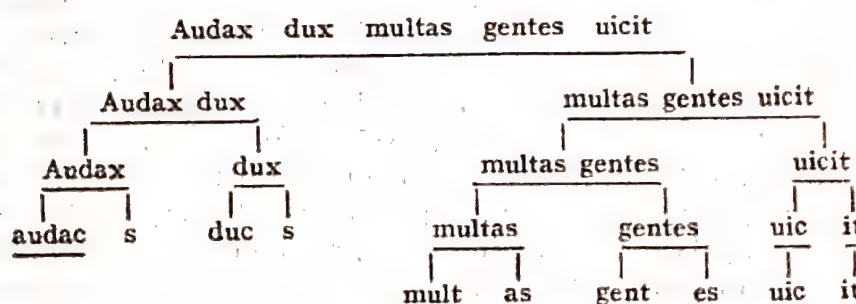 Audax dux multas gentes uicit
Audax dux multas gentes uicit
Audax dux multas gentes uicit
audac s duc s multas gentes uic it
mult as gent es uic it